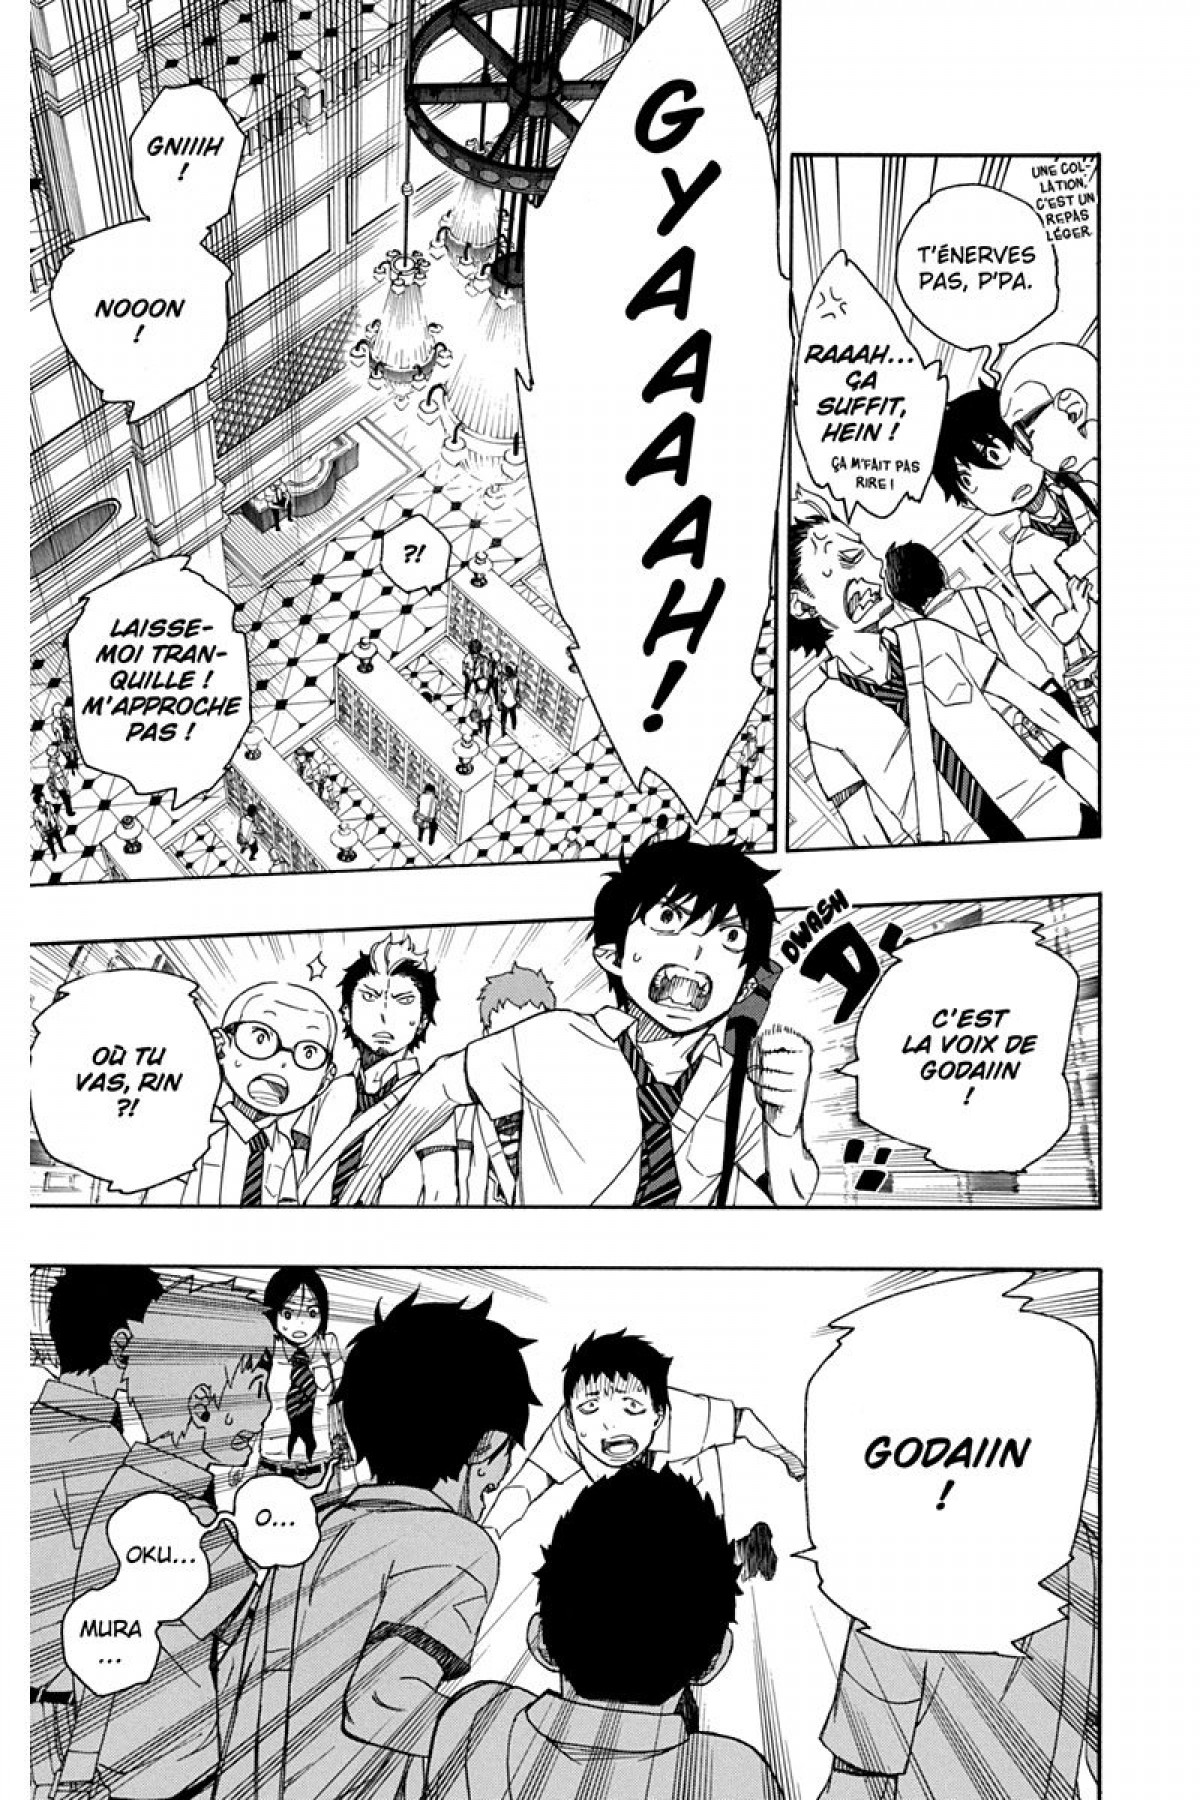 UNE COL-
LATION,
C'EST UN
REPAS
LÉGER.
T'ÉNERVES
PAS, P'PA.
RAAAH...
ÇA
SUFFIT,
HEIN !
ÇA M'FAIT PAS
RIRE !
GYAAAAH !
GNIIIH
!
NOOON
!
?!
LAISSE-
MOI TRAN-
QUILLE !
M'APPROCHE
PAS !
C'EST
LA VOIX DE
GODAIIN
!
DWASH
OÙ TU
VAS, RIN
?!
GODAIIN
!
O...
OKU...
MURA
...